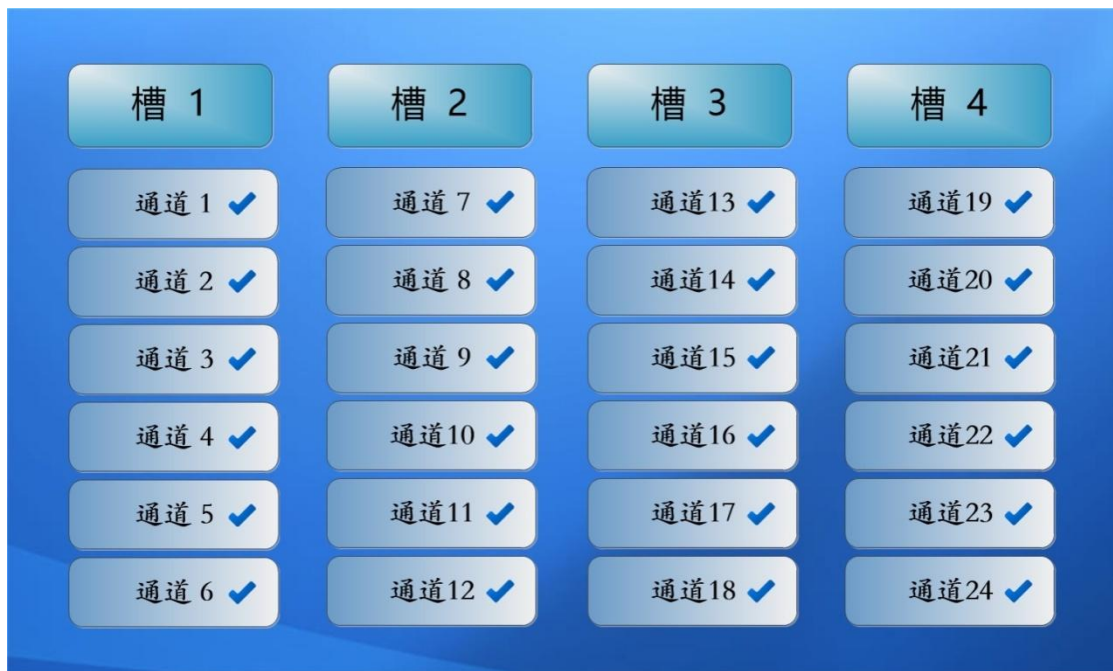 槽 1 槽 2 槽 3 槽 4
通道 1 通道 7 通道13 通道19
通道 2 通道 8 通道14 通道20
通道 3 通道 9 通道15 通道21
通道 4 通道10 通道16 通道22
通道 5 通道11 通道17 通道23
通道 6 通道12 通道18 通道24